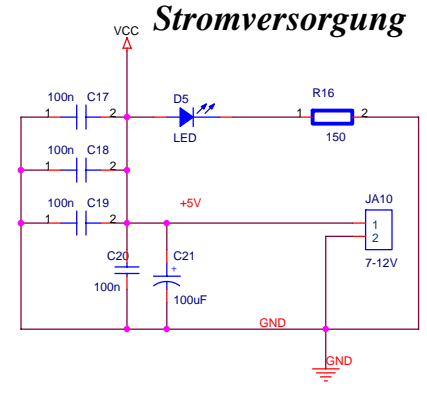 Stromversorgung
VCC
100n C17
1 2
D5
LED
R16
1 2
150
100n C18
1 2
100n C19
1 2
+5V
JA10
1
2
7-12V
C20
100n
C21
+
100uF
GND
GND